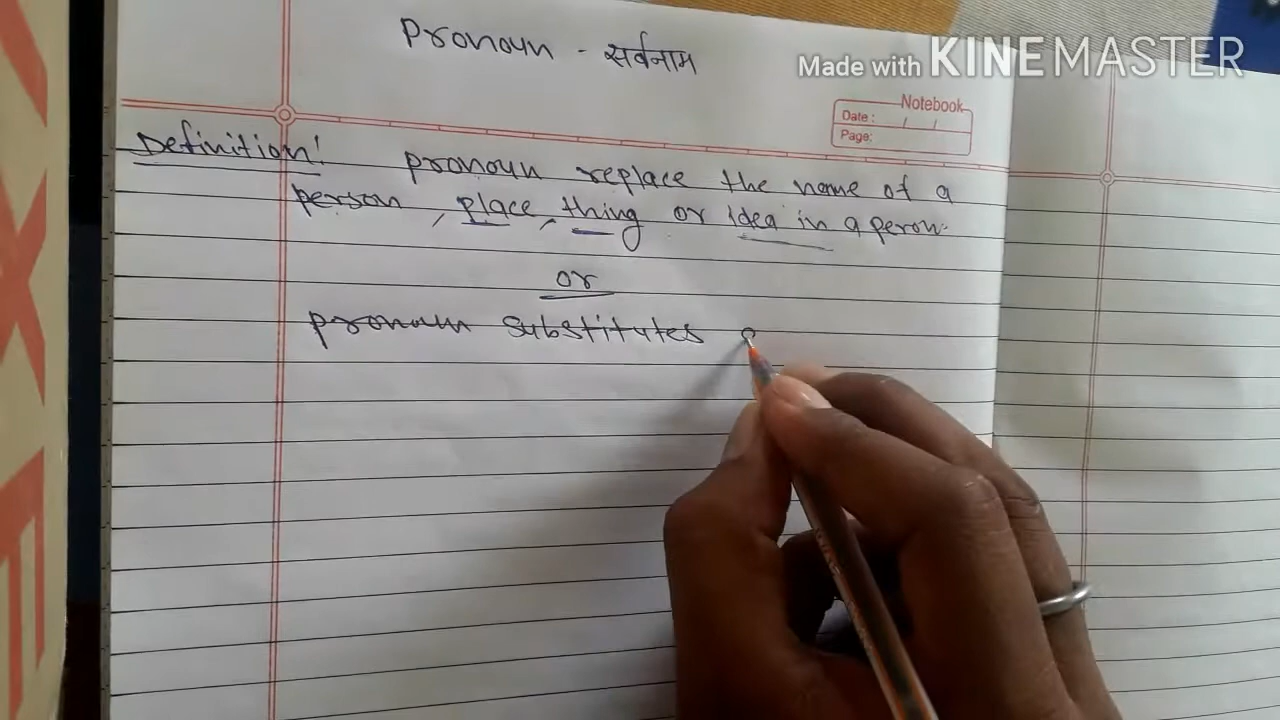 Pronoun - सर्वनाम
Made with KINEMASTER
Notebook
Date : / /
Page:
Definition: pronoun replace the name of a
person, place, thing or idea in a perow.
or
pronoun substitutes